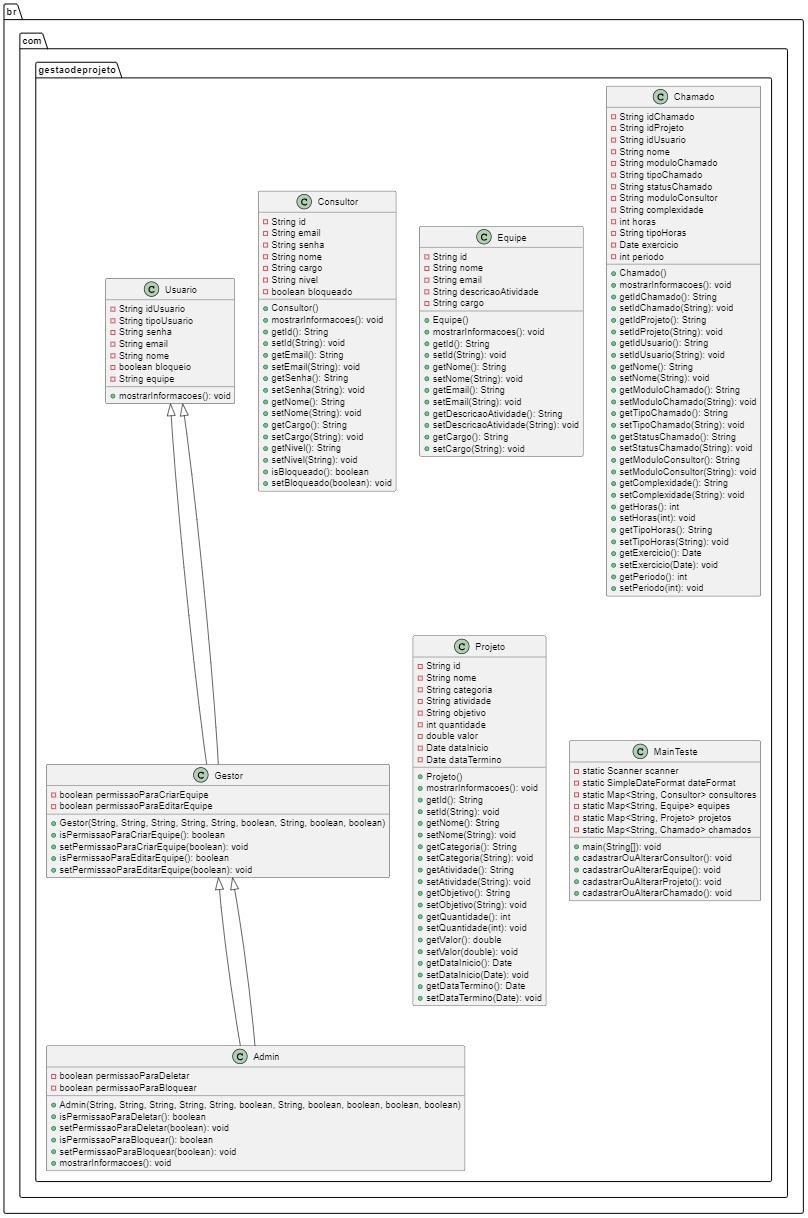 br
com
gestaodeprojeto
C Chamado
String idChamado
String idProjeto
String idUsuario
String nome
String moduloChamado
String tipoChamado
String statusChamado
String moduloConsultor
String complexidade
int horas
String tipoHoras
Date exercicio
int periodo
Chamado()
mostrarInformacoes(): void
getIdChamado(): String
setIdChamado(String): void
getIdProjeto(): String
setIdProjeto(String): void
getIdUsuario(): String
setIdUsuario(String): void
getNome(): String
setNome(String): void
getModuloChamado(): String
setModuloChamado(String): void
getTipoChamado(): String
setTipoChamado(String): void
getStatusChamado(): String
setStatusChamado(String): void
getModuloConsultor(): String
setModuloConsultor(String): void
getComplexidade(): String
setComplexidade(String): void
getHoras(): int
setHoras(int): void
getTipoHoras(): String
setTipoHoras(String): void
getExercicio(): Date
setExercicio(Date): void
getPeriodo(): int
setPeriodo(int): void
C Consultor
String id
String email
String senha
String nome
String cargo
String nivel
boolean bloqueado
Consultor()
mostrarInformacoes(): void
getId(): String
setId(String): void
getEmail(): String
setEmail(String): void
getSenha(): String
setSenha(String): void
getNome(): String
setNome(String): void
getCargo(): String
setCargo(String): void
getNivel(): String
setNivel(String): void
isBloqueado(): boolean
setBloqueado(boolean): void
C Equipe
String id
String nome
String email
String descricaoAtividade
String cargo
Equipe()
mostrarInformacoes(): void
getId(): String
setId(String): void
getNome(): String
setNome(String): void
getEmail(): String
setEmail(String): void
getDescricaoAtividade(): String
setDescricaoAtividade(String): void
getCargo(): String
setCargo(String): void
C Usuario
String idUsuario
String tipoUsuario
String senha
String email
String nome
boolean bloqueio
String equipe
mostrarInformacoes(): void
C Projeto
String id
String nome
String categoria
String atividade
String objetivo
int quantidade
double valor
Date dataInicio
Date dataTermino
Projeto()
mostrarInformacoes(): void
getId(): String
setId(String): void
getNome(): String
setNome(String): void
getCategoria(): String
setCategoria(String): void
getAtividade(): String
setAtividade(String): void
getObjetivo(): String
setObjetivo(String): void
getQuantidade(): int
setQuantidade(int): void
getValor(): double
setValor(double): void
getDataInicio(): Date
setDataInicio(Date): void
getDataTermino(): Date
setDataTermino(Date): void
C MainTeste
static Scanner scanner
static SimpleDateFormat dateFormat
static Map<String, Consultor> consultores
static Map<String, Equipe> equipes
static Map<String, Projeto> projetos
static Map<String, Chamado> chamados
main(String[]): void
cadastrarOuAlterarConsultor(): void
cadastrarOuAlterarEquipe(): void
cadastrarOuAlterarProjeto(): void
cadastrarOuAlterarChamado(): void
C Gestor
boolean permissaoParaCriarEquipe
boolean permissaoParaEditarEquipe
Gestor(String, String, String, String, String, boolean, String, boolean, boolean)
isPermissaoParaCriarEquipe(): boolean
setPermissaoParaCriarEquipe(boolean): void
isPermissaoParaEditarEquipe(): boolean
setPermissaoParaEditarEquipe(boolean): void
C Admin
boolean permissaoParaDeletar
boolean permissaoParaBloquear
Admin(String, String, String, String, String, boolean, String, boolean, boolean, boolean, boolean)
isPermissaoParaDeletar(): boolean
setPermissaoParaDeletar(boolean): void
isPermissaoParaBloquear(): boolean
setPermissaoParaBloquear(boolean): void
mostrarInformacoes(): void